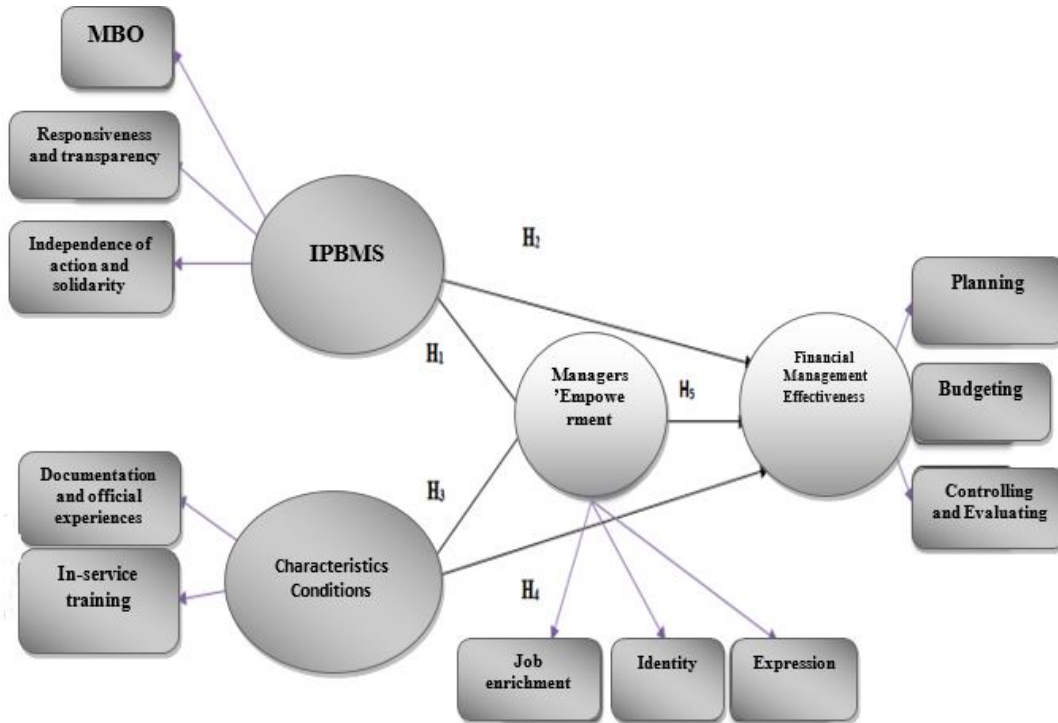 MBO
Responsiveness
and transparency
Independence of
action and
solidarity
IPBMS
H₂
H₁
Planning
Financial
Management
Effectiveness
Managers
’Empowe
rment
H₅
Budgeting
Documentation
and official
experiences
H₃
Controlling
and Evaluating
In-service
training
Characteristics
Conditions
H₄
Job
enrichment
Identity
Expression